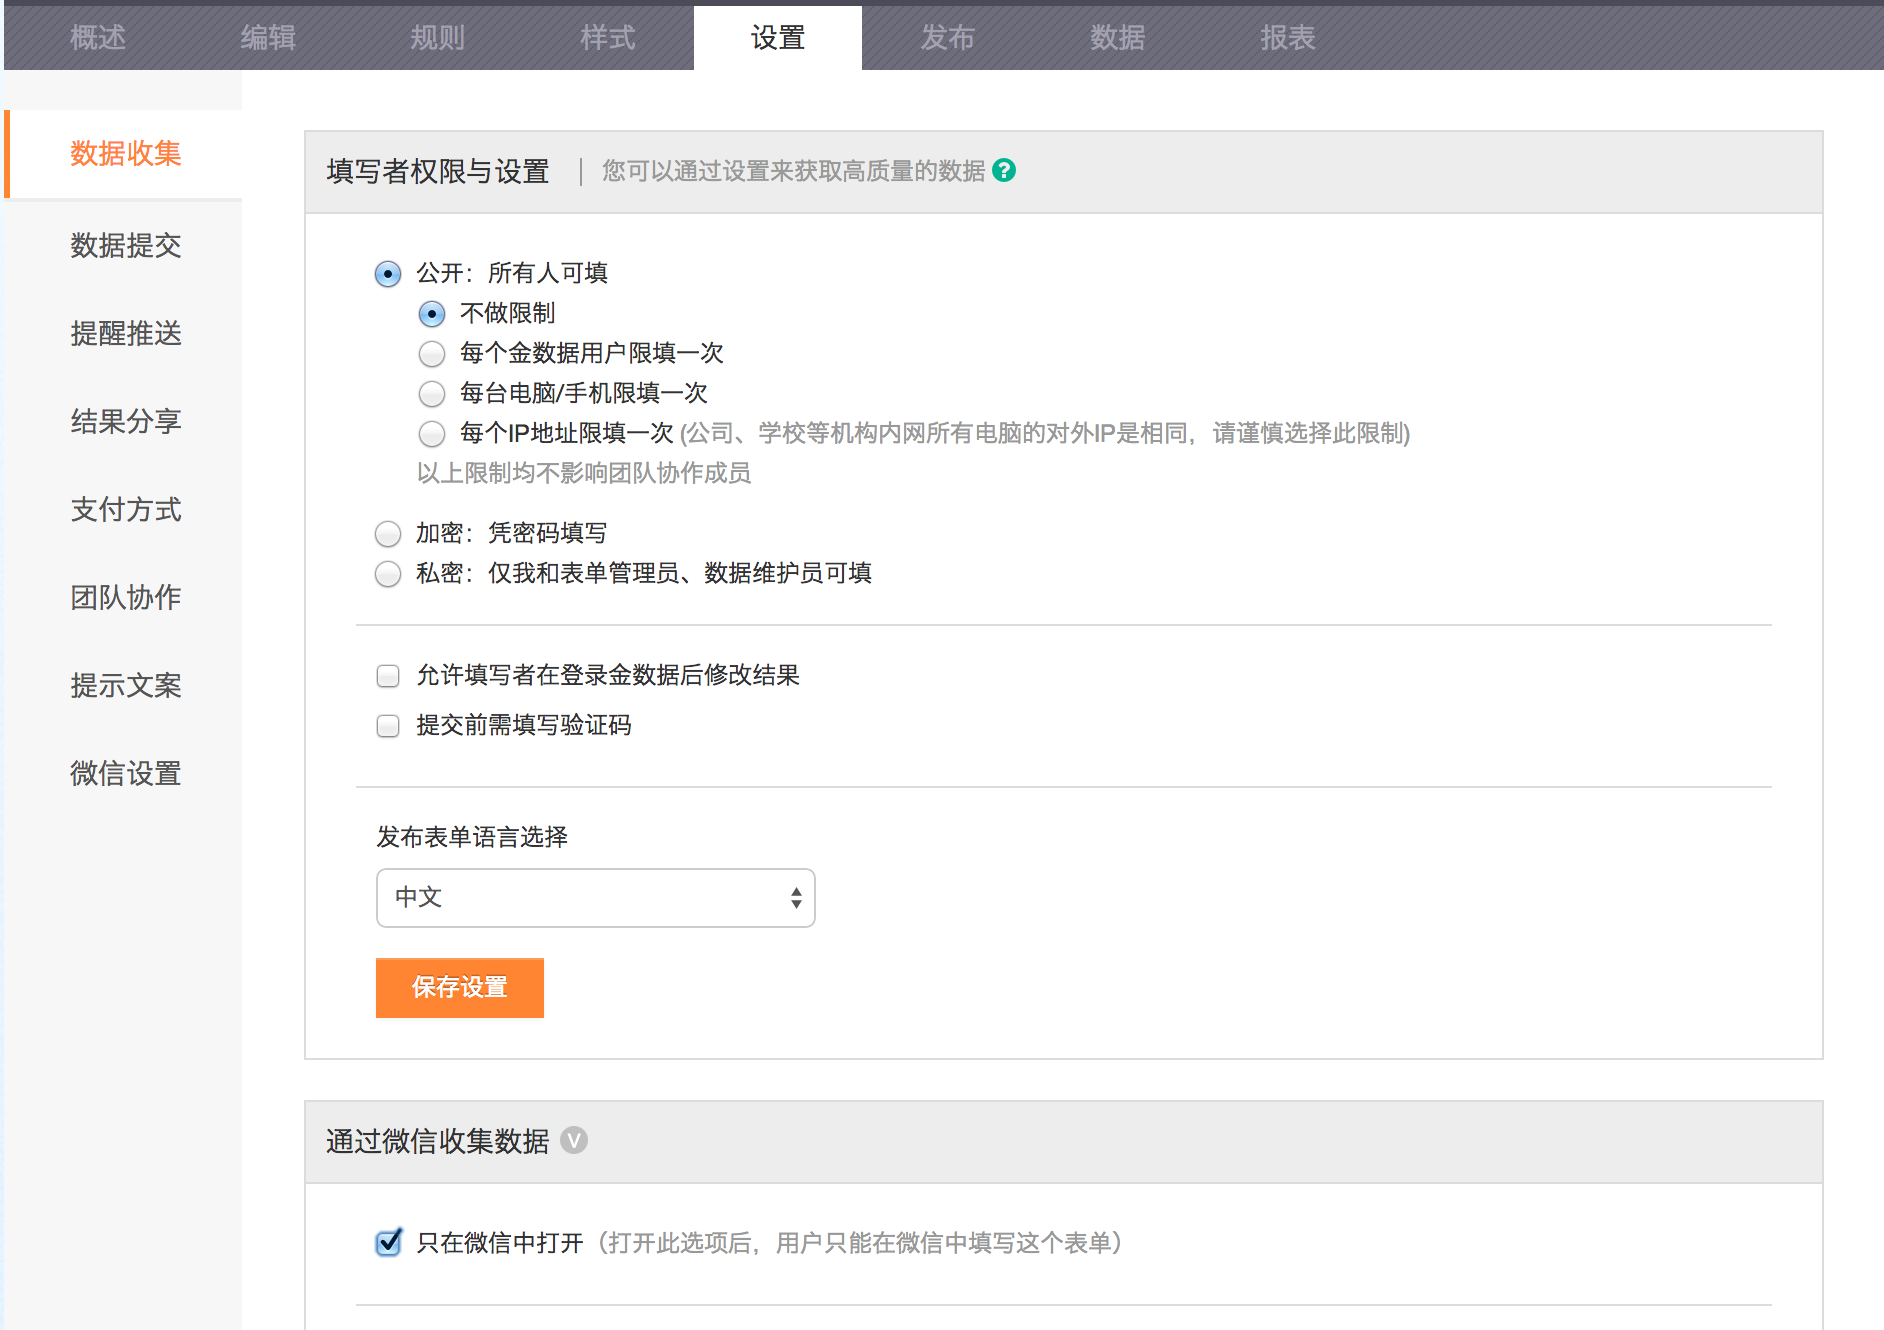 概述 编辑 规则 样式 设置 发布 数据 报表
数据收集
数据提交
提醒推送
结果分享
支付方式
团队协作
提示文案
微信设置
填写者权限与设置 | 您可以通过设置来获取高质量的数据 ?
公开：所有人可填
不做限制
每个金数据用户限填一次
每台电脑/手机限填一次
每个IP地址限填一次 (公司、学校等机构内网所有电脑的对外IP是相同，请谨慎选择此限制)
以上限制均不影响团队协作成员
加密：凭密码填写
私密：仅我和表单管理员、数据维护员可填
允许填写者在登录金数据后修改结果
提交前需填写验证码
发布表单语言选择
中文
保存设置
通过微信收集数据 V
只在微信中打开（打开此选项后，用户只能在微信中填写这个表单）